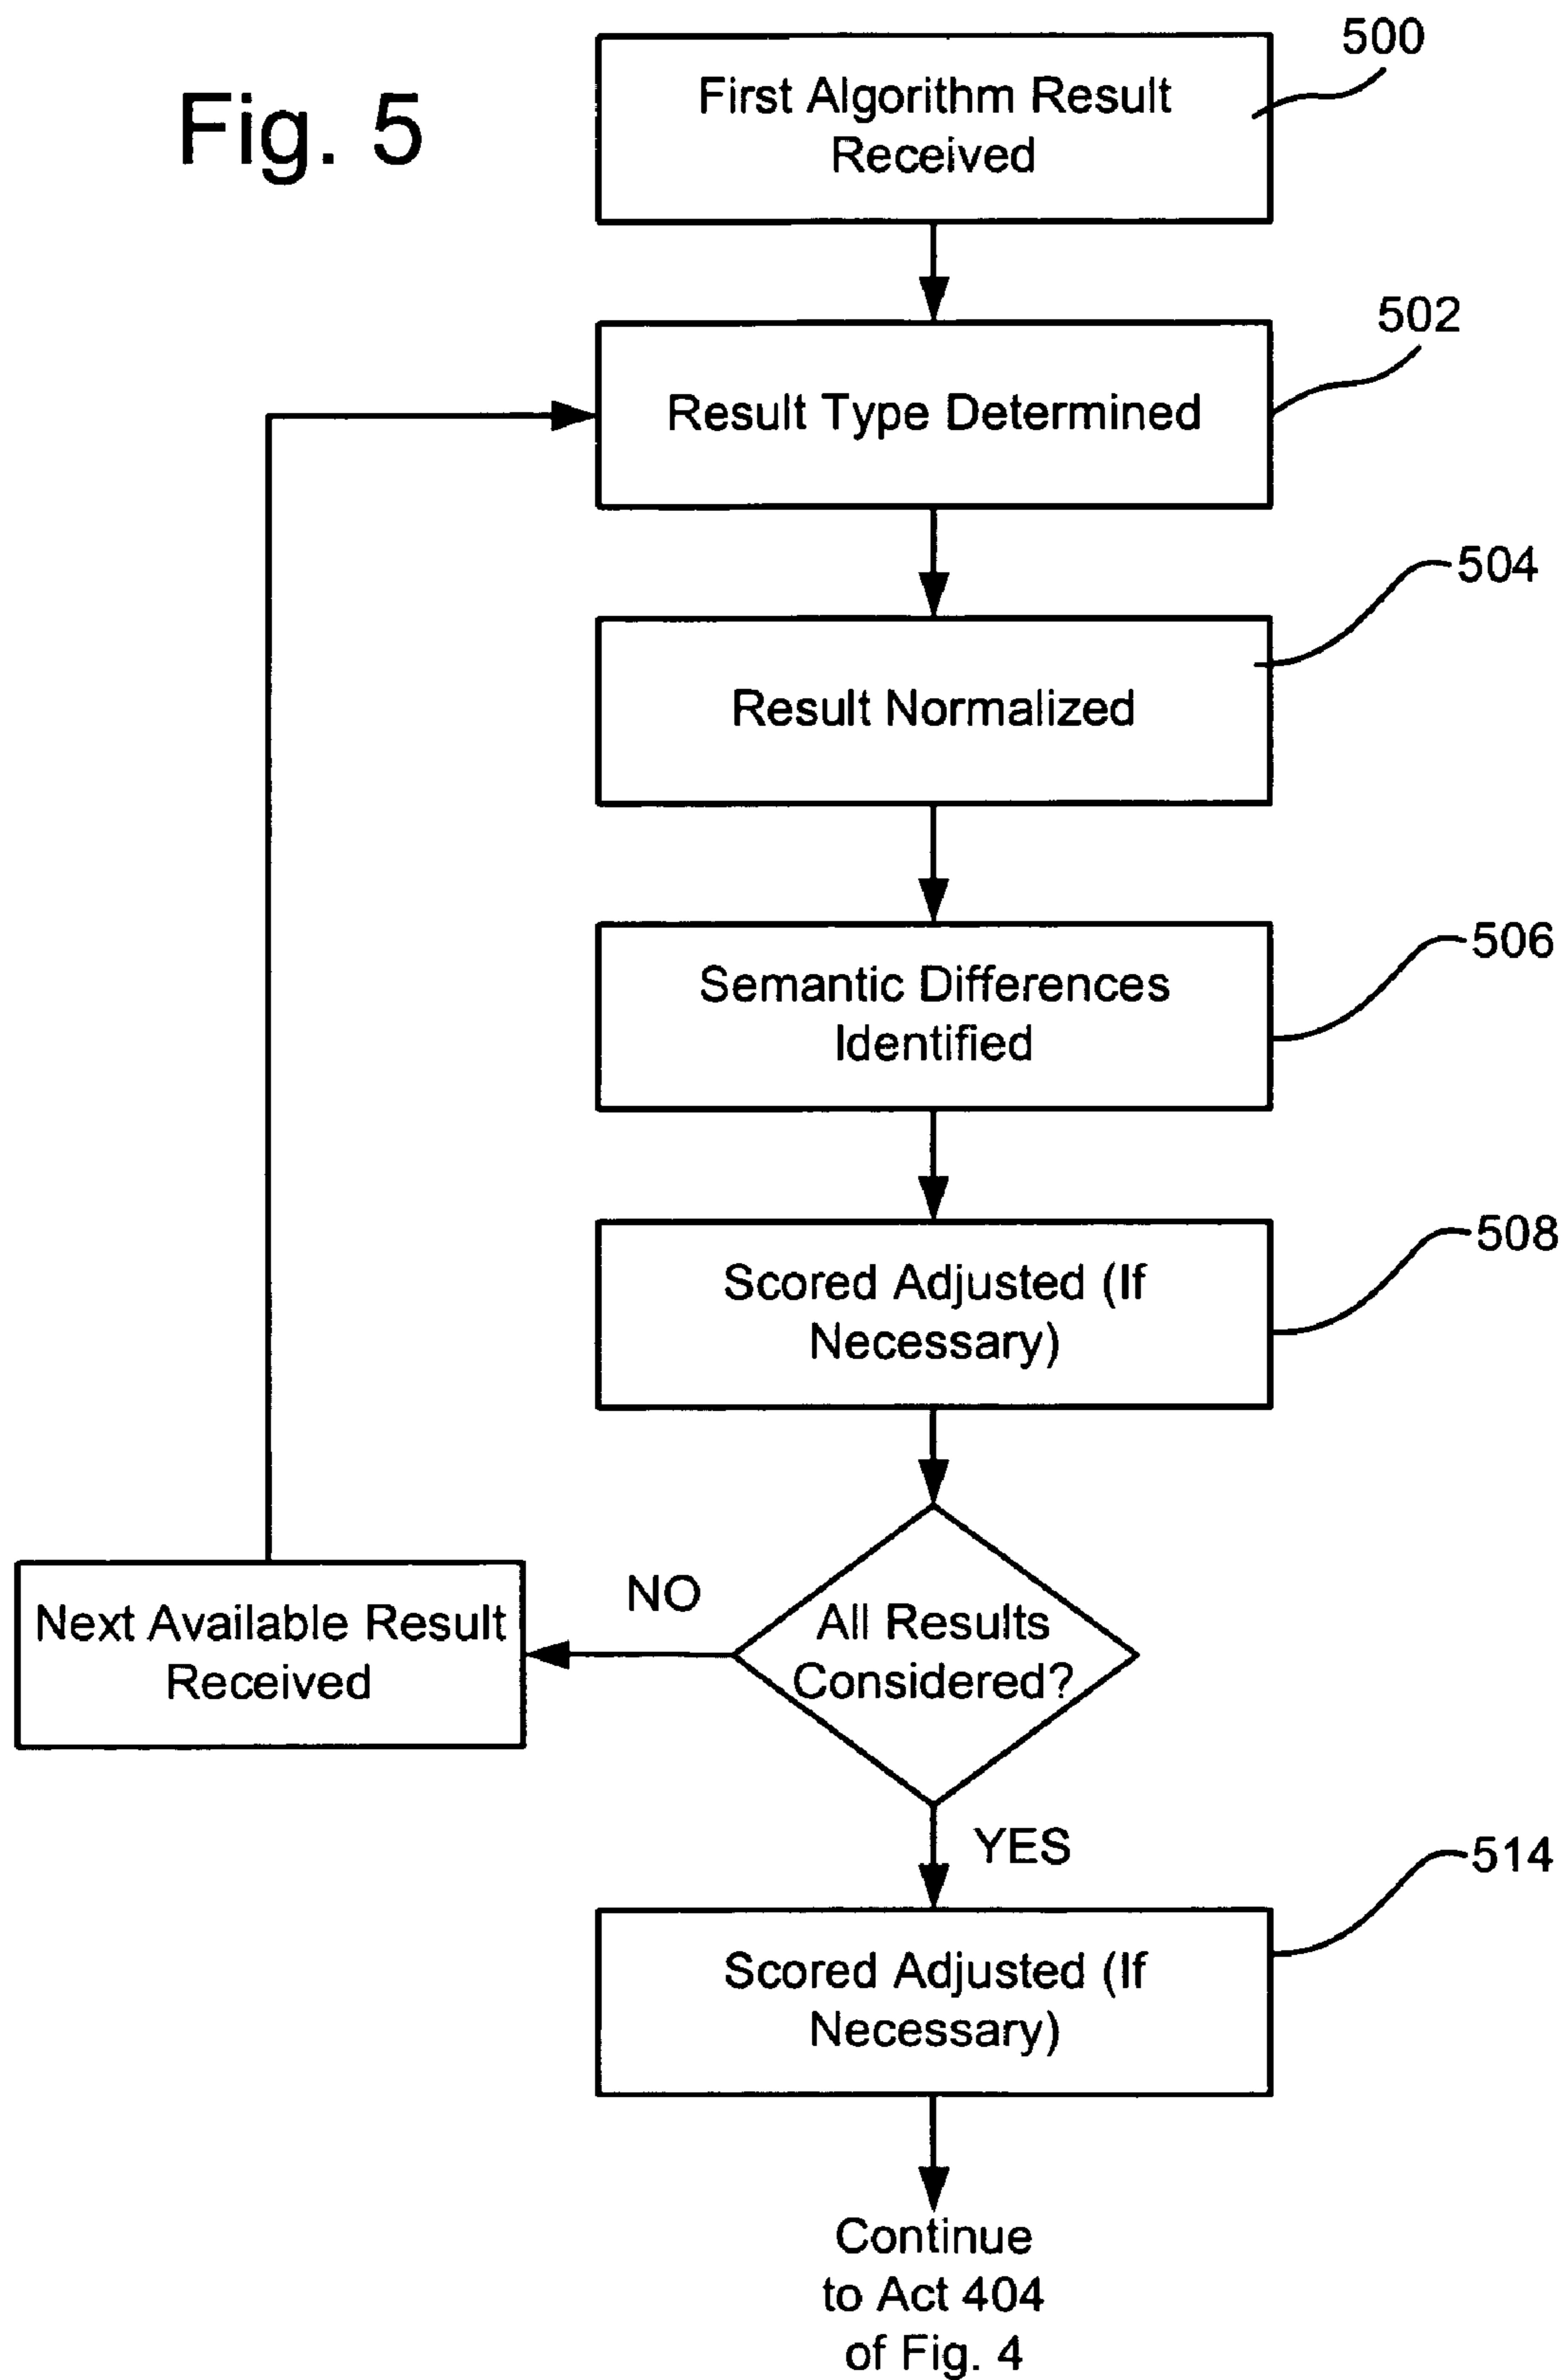 Fig. 5
500
First Algorithm Result
Received
502
Result Type Determined
504
Result Normalized
506
Semantic Differences
Identified
508
Scored Adjusted (If
Necessary)
NO
All Results
Considered?
Next Available Result
Received
YES
514
Scored Adjusted (If
Necessary)
Continue
to Act 404
of Fig. 4